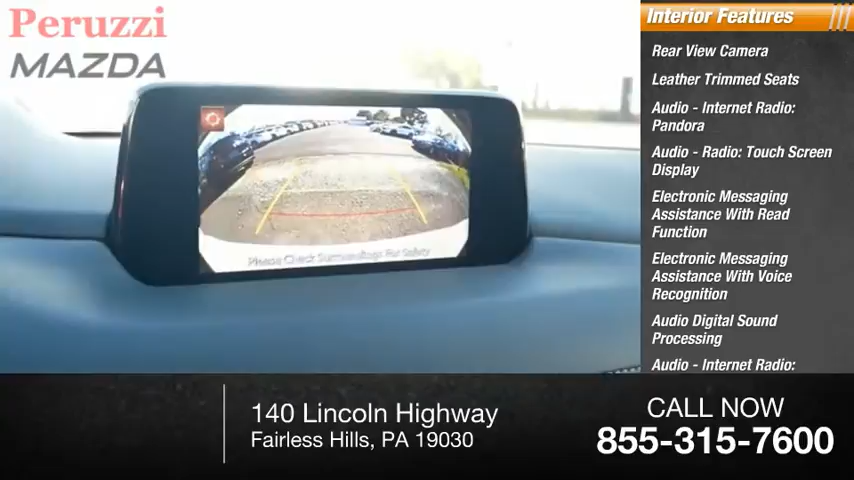 Peruzzi
MAZDA
Please Check Surroundings For Safety
Interior Features
Rear View Camera
Leather Trimmed Seats
Audio - Internet Radio:
Pandora
Audio - Radio: Touch Screen
Display
Electronic Messaging
Assistance With Read
Function
Electronic Messaging
Assistance With Voice
Recognition
Audio Digital Sound
Processing
Audio - Internet Radio:
140 Lincoln Highway
Fairless Hills, PA 19030
CALL NOW
855-315-7600